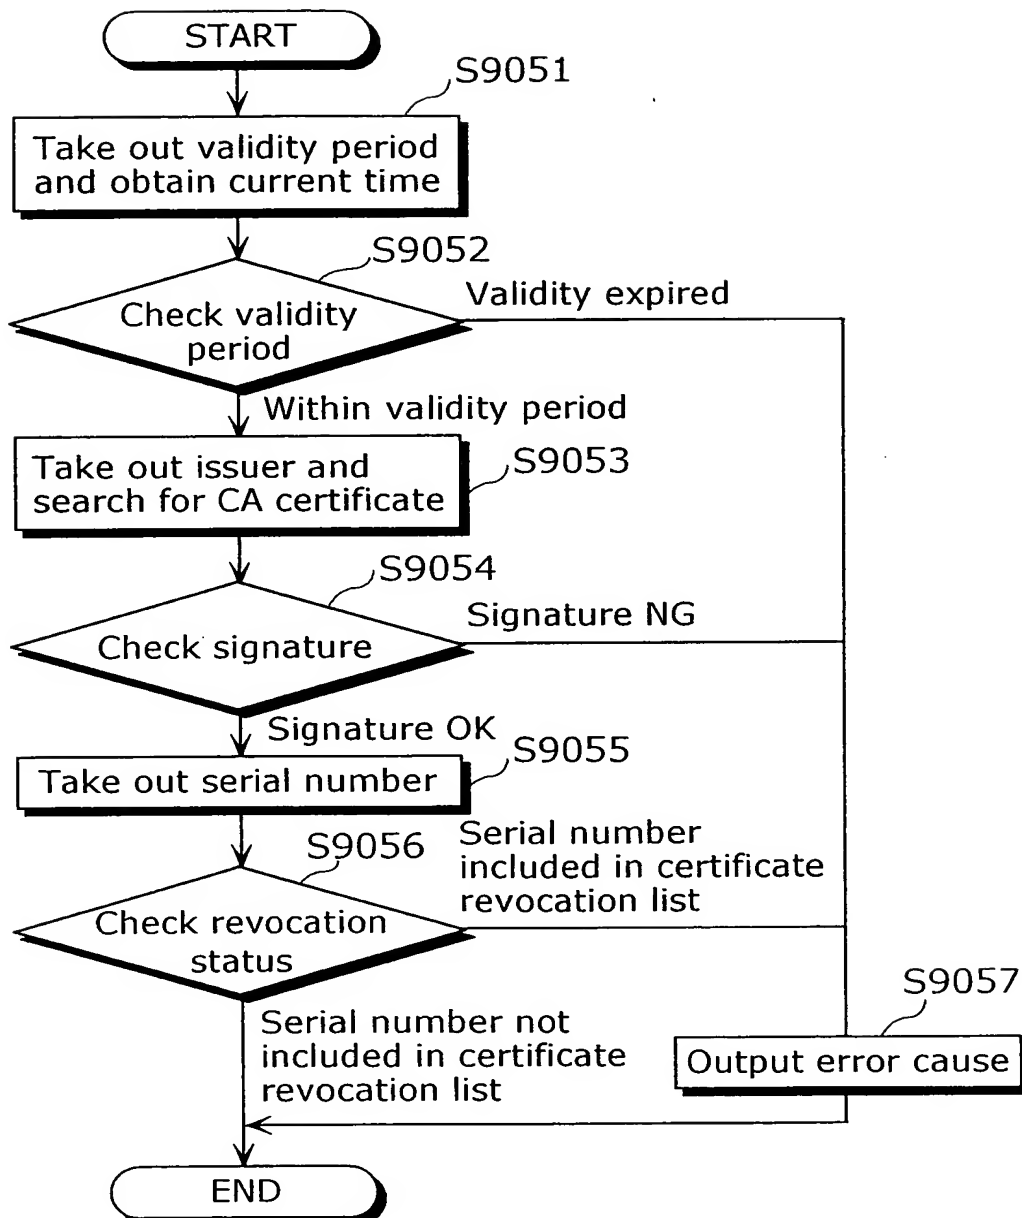 START
S9051
Take out validity period
and obtain current time
S9052
Check validity
period
Validity expired
Within validity period
Take out issuer and
search for CA certificate
S9053
S9054
Check signature
Signature NG
Signature OK
S9055
Take out serial number
S9056
Serial number
included in certificate
revocation list
Check revocation
status
S9057
Serial number not
included in certificate
revocation list
Output error cause
END